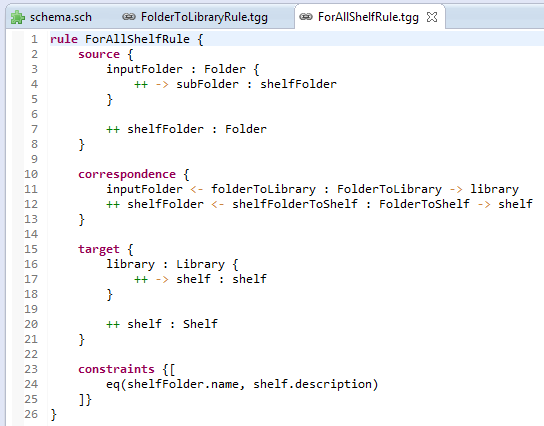 schema.sch FolderToLibraryRule.tgg ForAllShelfRule.tgg
1 rule ForAllShelfRule {
2 source {
3 inputFolder : Folder {
4 ++ -> subFolder : shelfFolder
5 }
6
7 ++ shelfFolder : Folder
8 }
9
10 correspondence {
11 inputFolder <- folderToLibrary : FolderToLibrary -> library
12 ++ shelfFolder <- shelfFolderToShelf : FolderToShelf -> shelf
13 }
14
15 target {
16 library : Library {
17 ++ -> shelf : shelf
18 }
19
20 ++ shelf : Shelf
21 }
22
23 constraints {[
24 eq(shelfFolder.name, shelf.description)
25 ]}
26 }